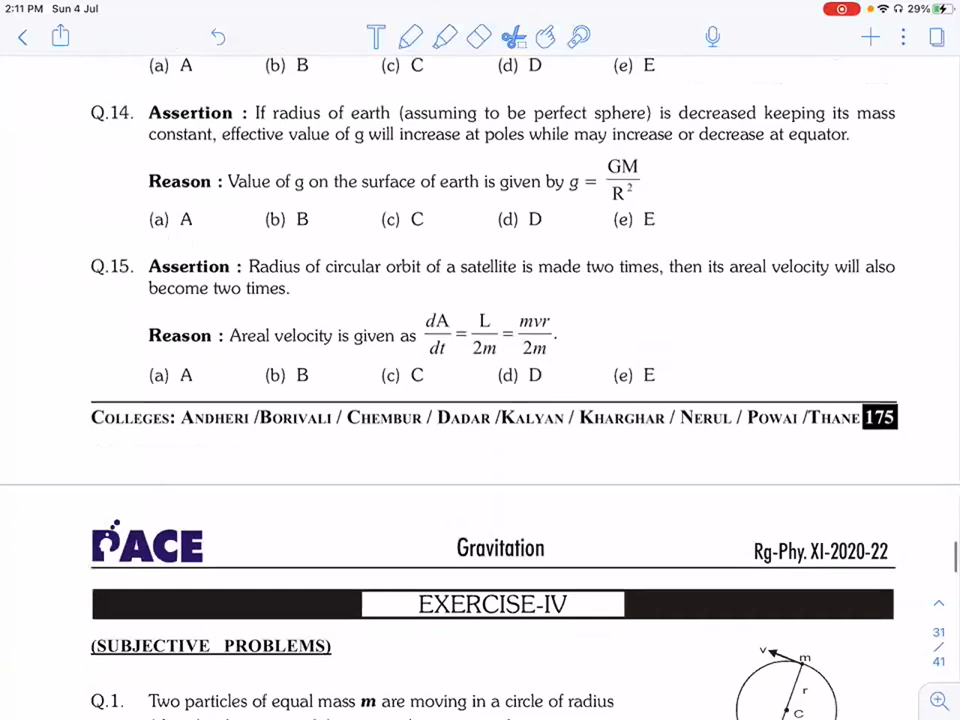 2:11 PM Sun 4 Jul
29%
(a) A (b) B (c) C (d) D (e) E
Q.14. Assertion : If radius of earth (assuming to be perfect sphere) is decreased keeping its mass
constant, effective value of g will increase at poles while may increase or decrease at equator.
Reason : Value of g on the surface of earth is given by g = GM / R²
(a) A (b) B (c) C (d) D (e) E
Q.15. Assertion : Radius of circular orbit of a satellite is made two times, then its areal velocity will also
become two times.
Reason : Areal velocity is given as dA/dt = L/2m = mvr/2m.
(a) A (b) B (c) C (d) D (e) E
COLLEGES: ANDHERI /BORIVALI / CHEMBUR / DADAR /KALYAN / KHARGHAR / NERUL / POWAI /THANE 175
PACE Gravitation Rg-Phy. XI-2020-22
EXERCISE-IV
(SUBJECTIVE PROBLEMS)
Q.1. Two particles of equal mass m are moving in a circle of radius
v m
r
C
31
/
41